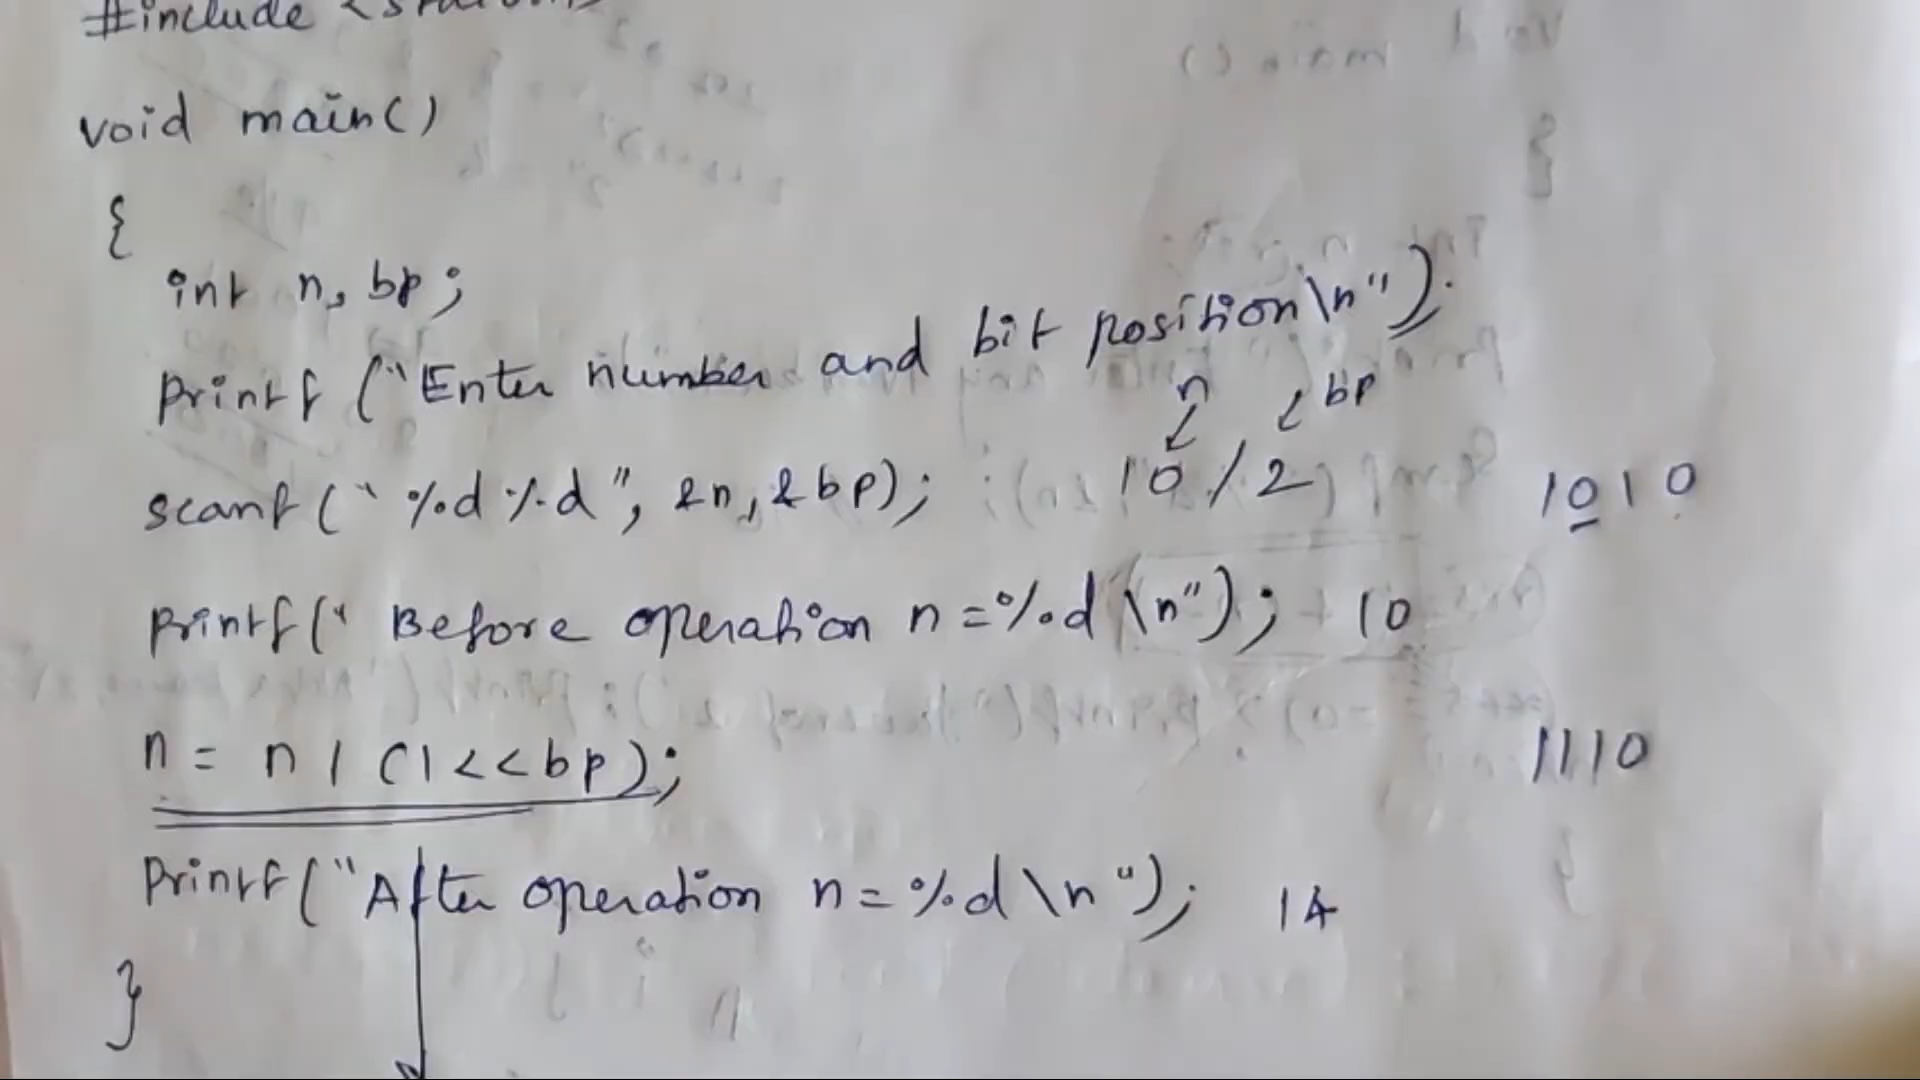 #include <stdio.h>
void main()
{
int n, bp;
printf ("Enter number and bit position\n");
n bp
scanf ("%d %d", &n, &bp); 10 / 2 1010
printf(" Before operation n=%d \n"); 10
n = n | (1<<bp); 1110
printf("After operation n=%d \n"); 14
}